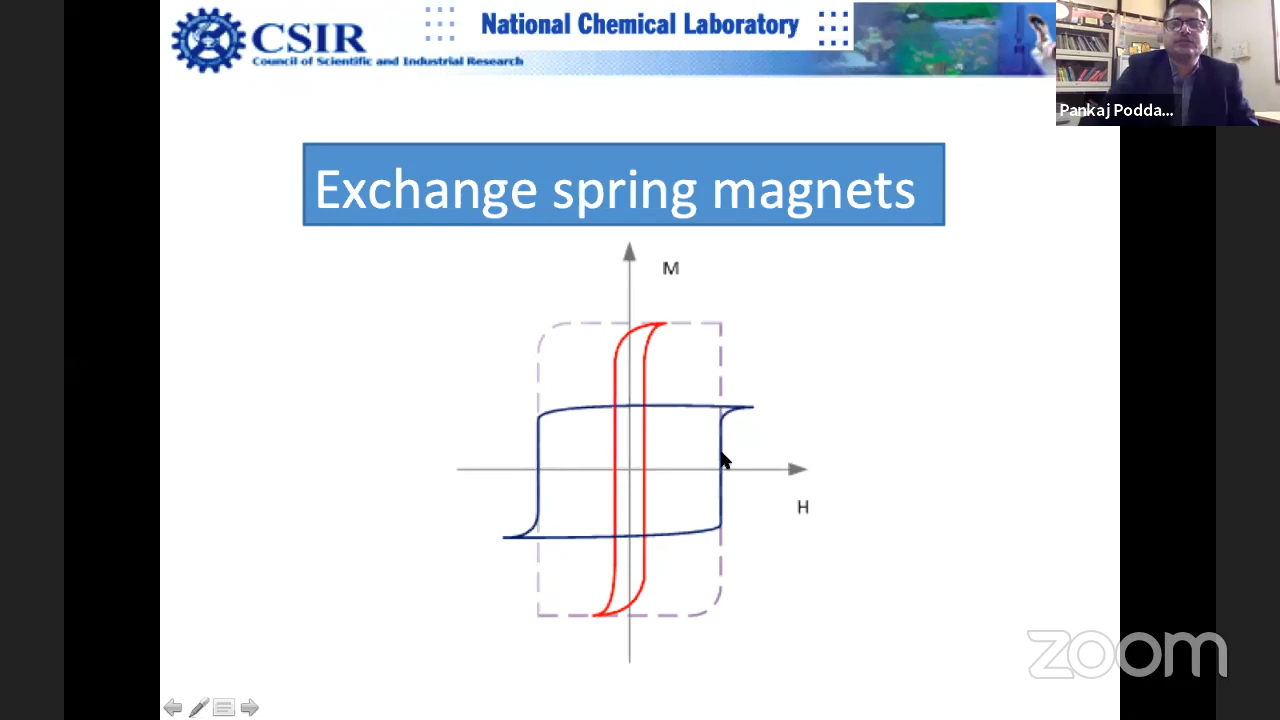 CSIR
Council of Scientific and Industrial Research
National Chemical Laboratory
Pankaj Podda...
Exchange spring magnets
M
H
zoom